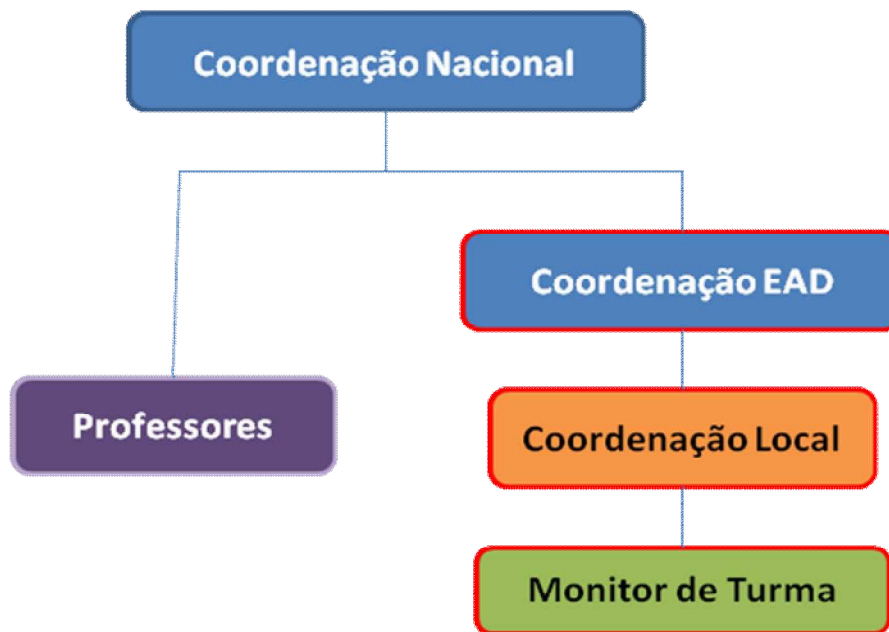 Coordenação Nacional
Coordenação EAD
Professores
Coordenação Local
Monitor de Turma